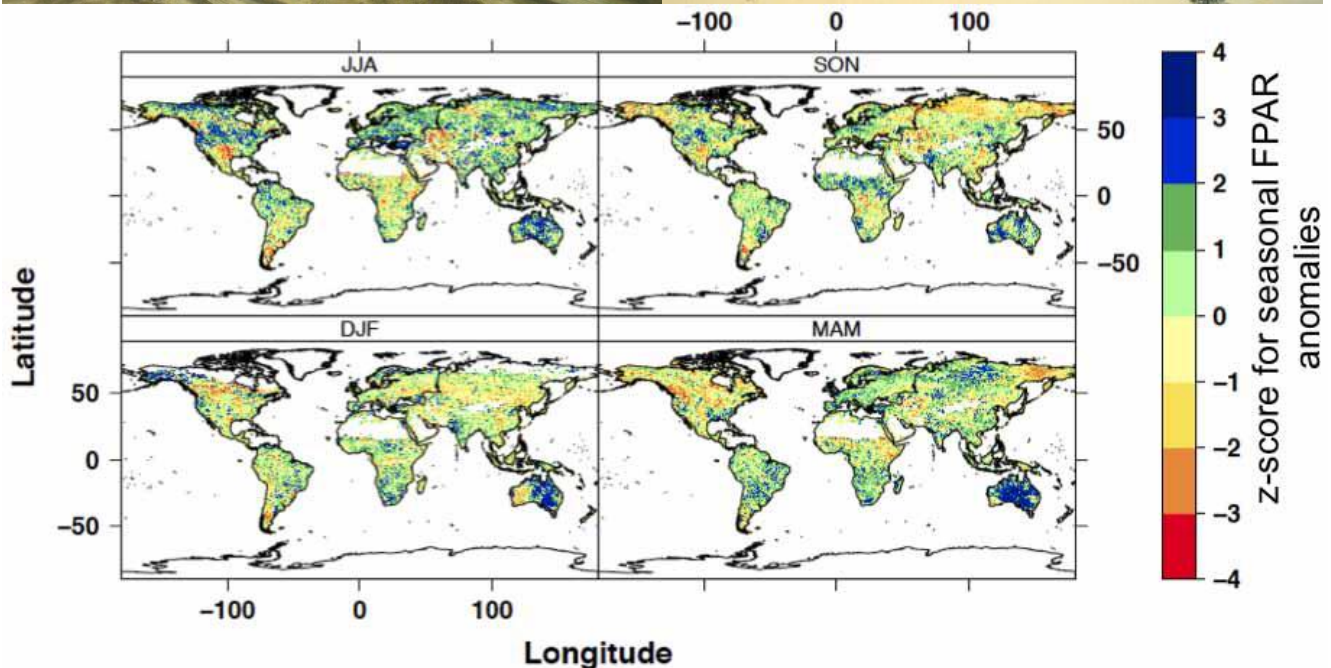 −100 0 100
JJA SON
50
0
−50
DJF MAM
50
0
−50
−100 0 100
Latitude
Longitude
4
3
2
1
0
−1
−2
−3
−4
z-score for seasonal FPAR
anomalies